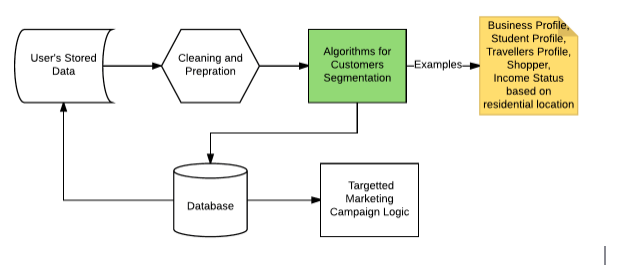 User's Stored
Data
Cleaning and
Prepration
Algorithms for
Customers
Segmentation
Examples
Business Profile,
Student Profile,
Travellers Profile,
Shopper,
Income Status
based on
residential location
Database
Targetted
Marketing
Campaign Logic